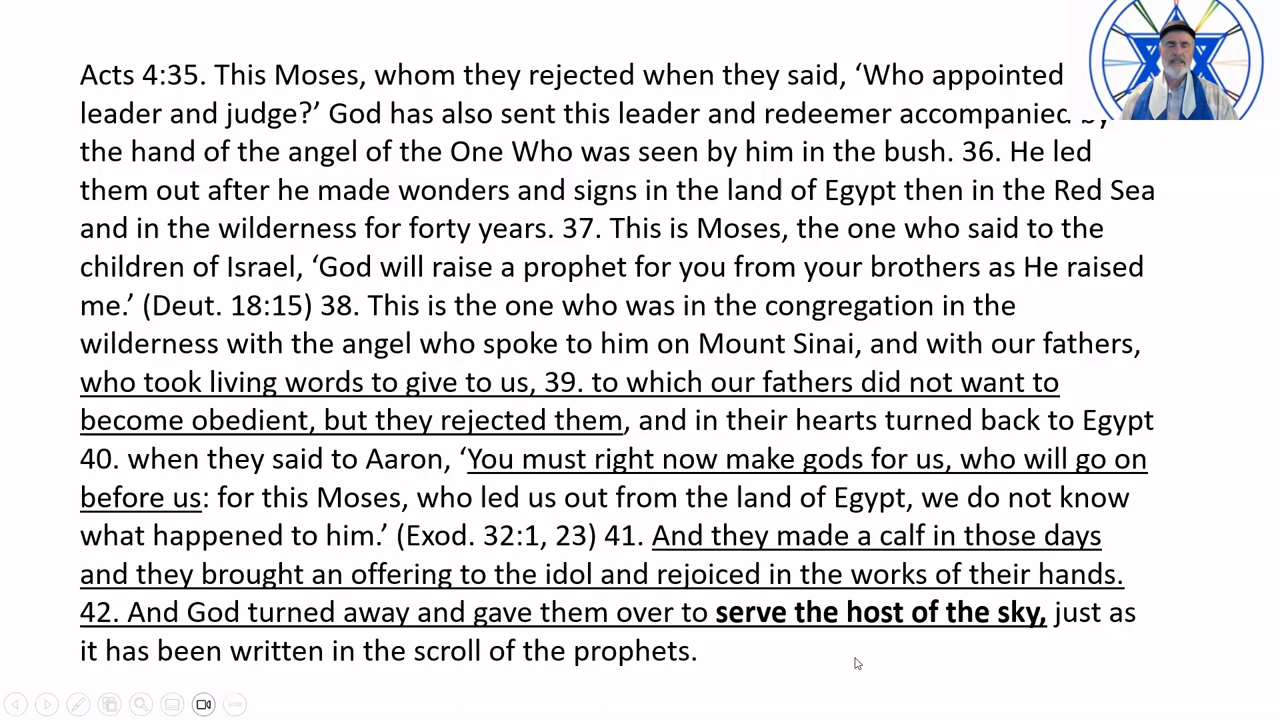 Acts 4:35. This Moses, whom they rejected when they said, ‘Who appointed
leader and judge?’ God has also sent this leader and redeemer accompanied by
the hand of the angel of the One Who was seen by him in the bush. 36. He led
them out after he made wonders and signs in the land of Egypt then in the Red Sea
and in the wilderness for forty years. 37. This is Moses, the one who said to the
children of Israel, ‘God will raise a prophet for you from your brothers as He raised
me.’ (Deut. 18:15) 38. This is the one who was in the congregation in the
wilderness with the angel who spoke to him on Mount Sinai, and with our fathers,
who took living words to give to us, 39. to which our fathers did not want to
become obedient, but they rejected them, and in their hearts turned back to Egypt
40. when they said to Aaron, ‘You must right now make gods for us, who will go on
before us: for this Moses, who led us out from the land of Egypt, we do not know
what happened to him.’ (Exod. 32:1, 23) 41. And they made a calf in those days
and they brought an offering to the idol and rejoiced in the works of their hands.
42. And God turned away and gave them over to serve the host of the sky, just as
it has been written in the scroll of the prophets.